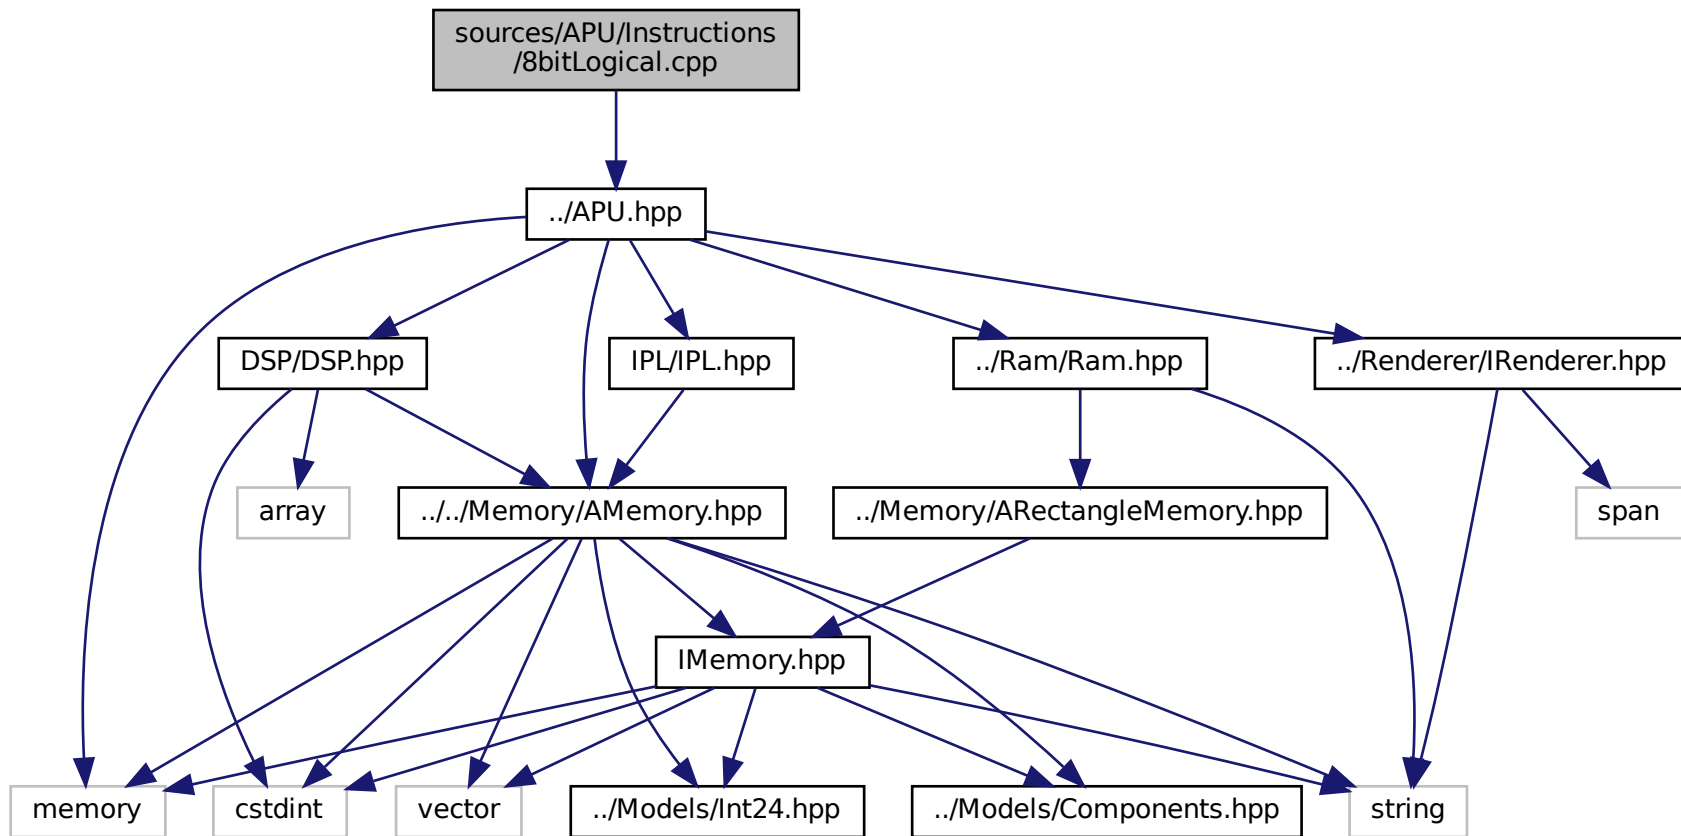 sources/APU/Instructions
/8bitLogical.cpp
../APU.hpp
DSP/DSP.hpp
IPL/IPL.hpp
../Ram/Ram.hpp
../Renderer/IRenderer.hpp
array
../../Memory/AMemory.hpp
../Memory/ARectangleMemory.hpp
span
IMemory.hpp
memory
cstdint
vector
../Models/Int24.hpp
../Models/Components.hpp
string